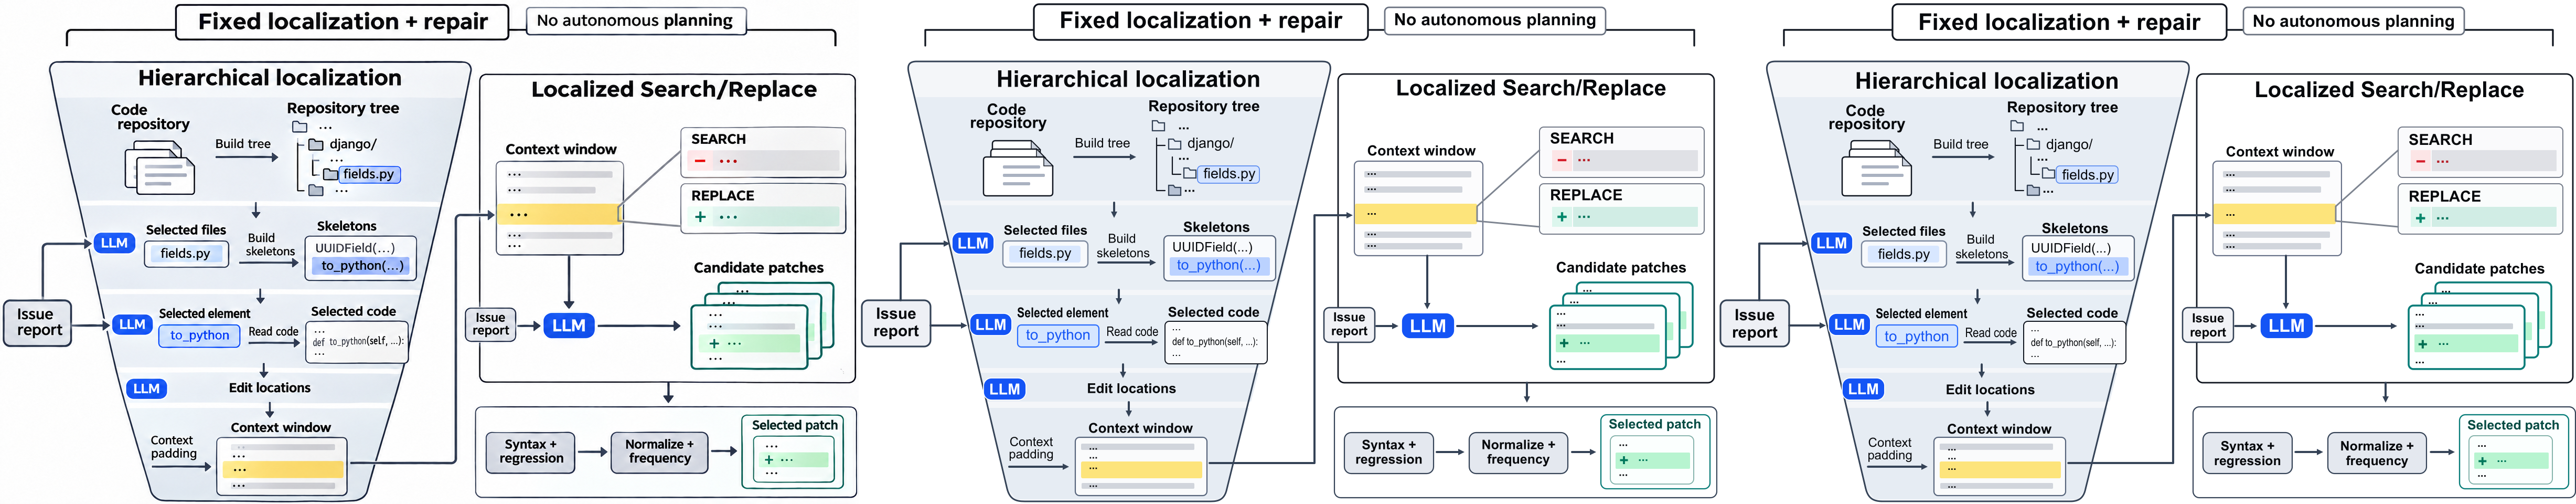 Fixed localization + repair
No autonomous planning
Hierarchical localization
Code
repository
Build tree
Repository tree
...
django/
...
fields.py
...
LLM
Selected files
fields.py
Build
skeletons
Skeletons
UUIDField(...)
to_python(...)
Issue
report
LLM
Selected element
to_python
Read code
Selected code
...
def to_python(self, ...):
...
LLM
Edit locations
Context
padding
Context window
...
...
...
Localized Search/Replace
Context window
...
...
...
...
...
SEARCH
− ...
REPLACE
+ ...
Issue
report
LLM
Candidate patches
...
...
...
+ ...
...
Syntax +
regression
Normalize +
frequency
Selected patch
...
+ ...
...
Fixed localization + repair
No autonomous planning
Hierarchical localization
Code
repository
Build tree
Repository tree
...
django/
...
fields.py
...
LLM
Selected files
fields.py
Build
skeletons
Skeletons
UUIDField(...)
to_python(...)
Issue
report
LLM
Selected element
to_python
Read code
Selected code
...
def to_python(self, ...):
...
LLM
Edit locations
Context
padding
Context window
...
...
...
...
Localized Search/Replace
Context window
...
...
...
...
...
SEARCH
− ...
REPLACE
+ ...
Issue
report
LLM
Candidate patches
...
...
...
+ ...
...
Syntax +
regression
Normalize +
frequency
Selected patch
...
+ ...
...
Fixed localization + repair
No autonomous planning
Hierarchical localization
Code
repository
Build tree
Repository tree
...
django/
...
fields.py
...
LLM
Selected files
fields.py
Build
skeletons
Skeletons
UUIDField(...)
to_python(...)
Issue
report
LLM
Selected element
to_python
Read code
Selected code
...
def to_python(self, ...):
...
LLM
Edit locations
Context
padding
Context window
...
...
...
...
Localized Search/Replace
Context window
...
...
...
...
...
SEARCH
− ...
REPLACE
+ ...
Issue
report
LLM
Candidate patches
...
...
...
...
+ ...
...
Syntax +
regression
Normalize +
frequency
Selected patch
...
+ ...
...